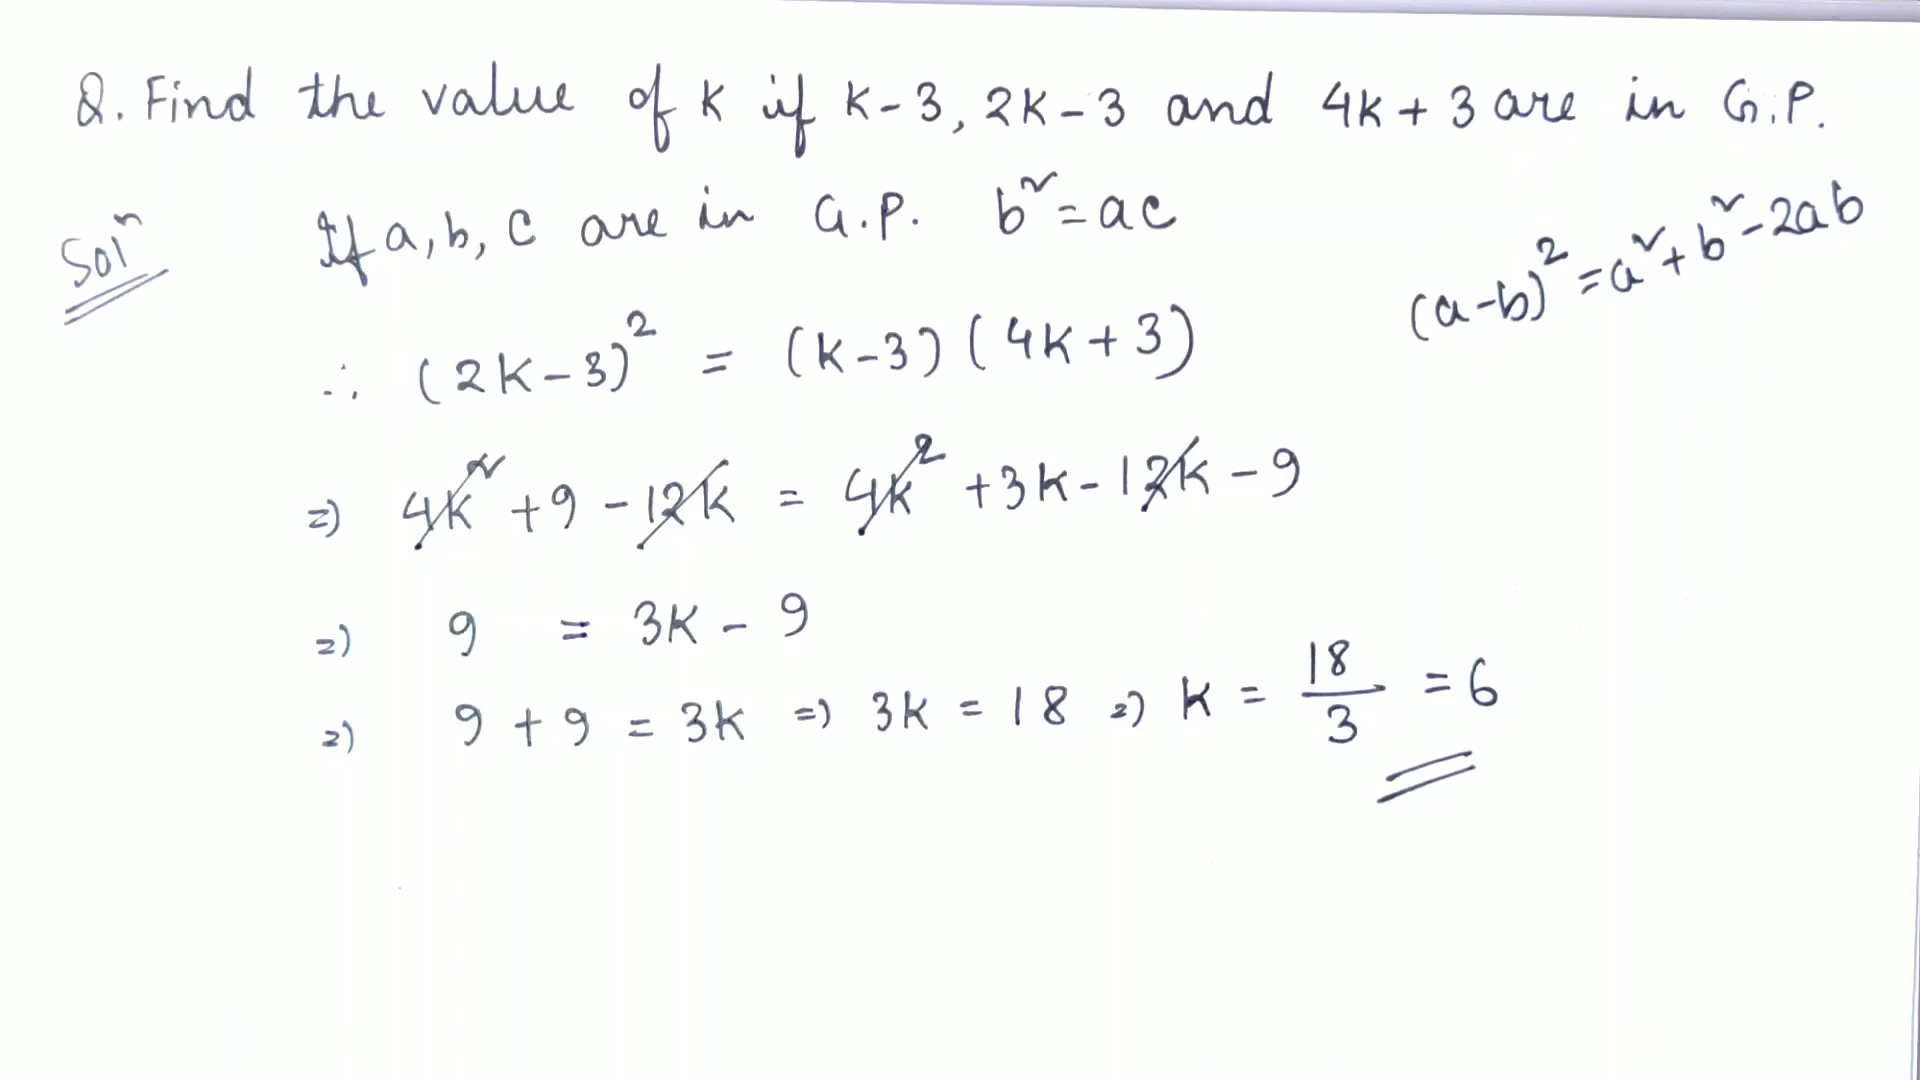 Q. Find the value of K if K-3, 2K-3 and 4K+3 are in G.P.
Solⁿ If a, b, c are in G.P. b² = ac
(a-b)² = a² + b² - 2ab
∴ (2K-3)² = (K-3) (4K+3)
⇒ 4K² + 9 - 12K = 4K² + 3K - 12K - 9
⇒ 9 = 3K - 9
⇒ 9 + 9 = 3K ⇒ 3K = 18 ⇒ K = 18/3 = 6